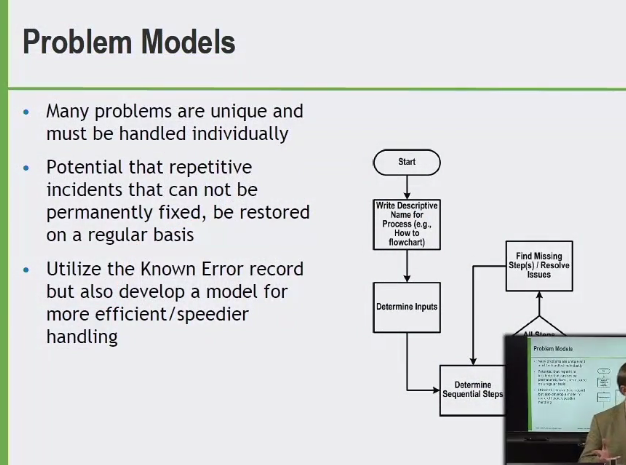 Problem Models
Many problems are unique and
must be handled individually
Potential that repetitive
incidents that can not be
permanently fixed, be restored
on a regular basis
Utilize the Known Error record
but also develop a model for
more efficient/speedier
handling
Start
Write Descriptive
Name for
Process (e.g.,
How to
flowchart)
Determine Inputs
Determine
Sequential Steps
Find Missing
Step(s) / Resolve
Issues
All Steps
Problem Models